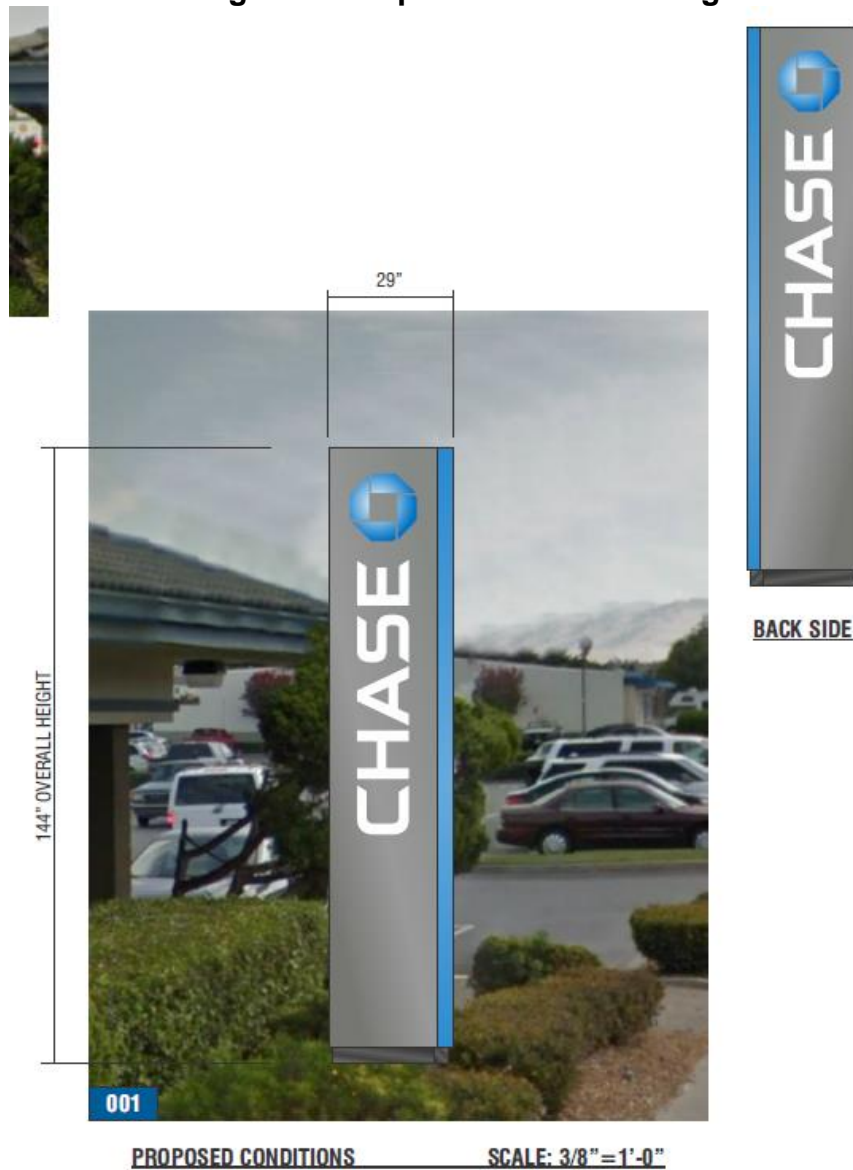 29"
144" OVERALL HEIGHT
CHASE
CHASE
BACK SIDE
001
PROPOSED CONDITIONS SCALE: 3/8"=1'-0"